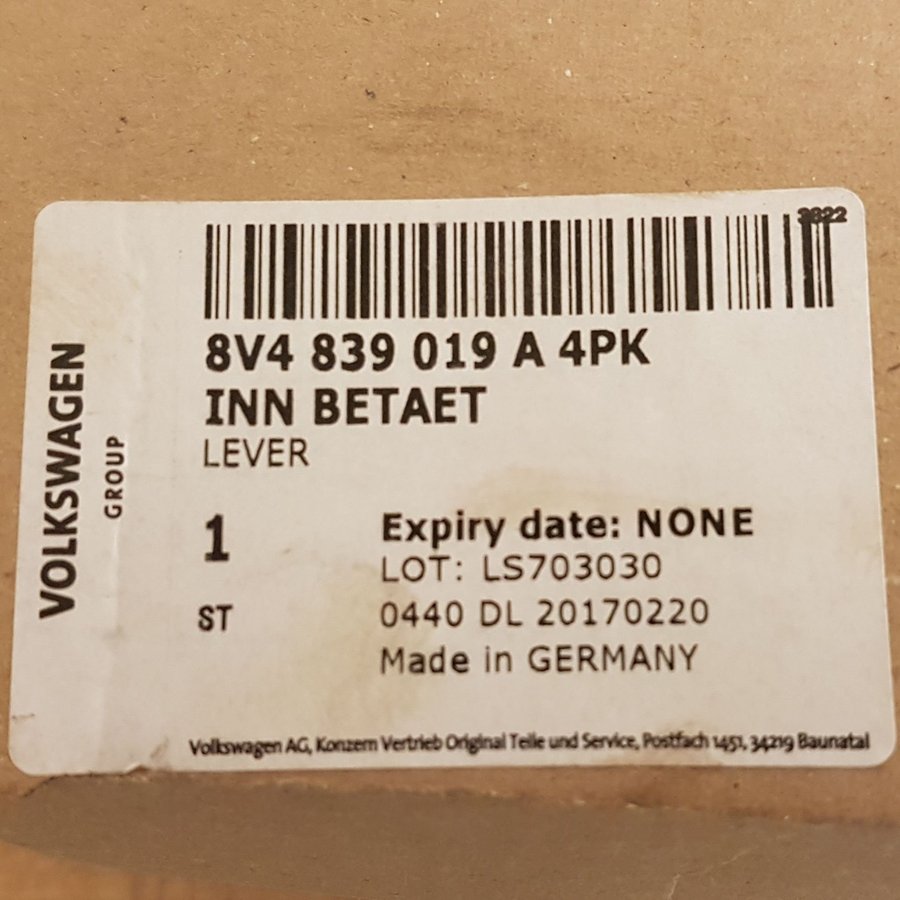 3822
8V4 839 019 A 4PK
INN BETAET
LEVER
VOLKSWAGEN
GROUP
1
ST
Expiry date: NONE
LOT: LS703030
0440 DL 20170220
Made in GERMANY
Volkswagen AG, Konzern Vertrieb Original Teile und Service, Postfach 1451, 34219 Baunatal